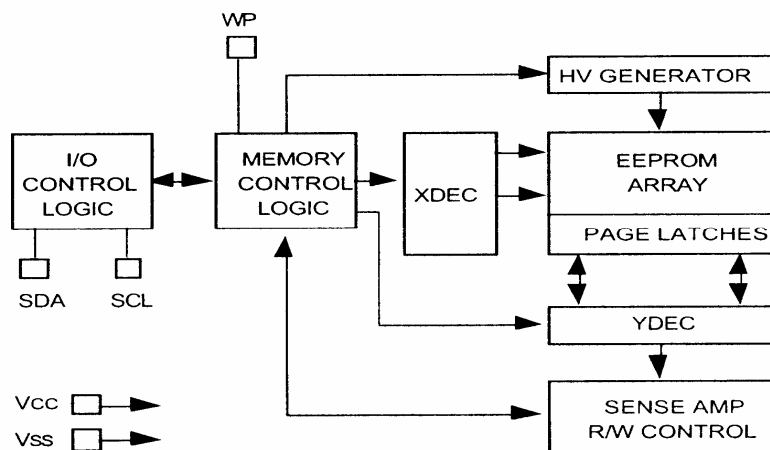 WP
HV GENERATOR
I/O
CONTROL
LOGIC
MEMORY
CONTROL
LOGIC
XDEC
EEPROM
ARRAY
PAGE LATCHES
SDA
SCL
YDEC
Vcc
Vss
SENSE AMP
R/W CONTROL